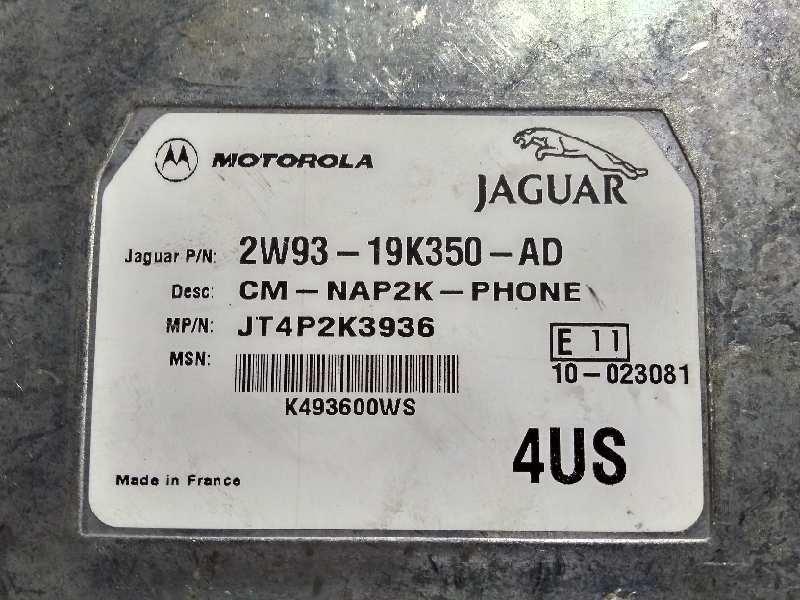 MOTOROLA
JAGUAR
Jaguar P/N: 2W93-19K350-AD
Desc: CM-NAP2K-PHONE
MP/N: JT4P2K3936
E 11
MSN:
10-023081
K493600WS
4US
Made in France